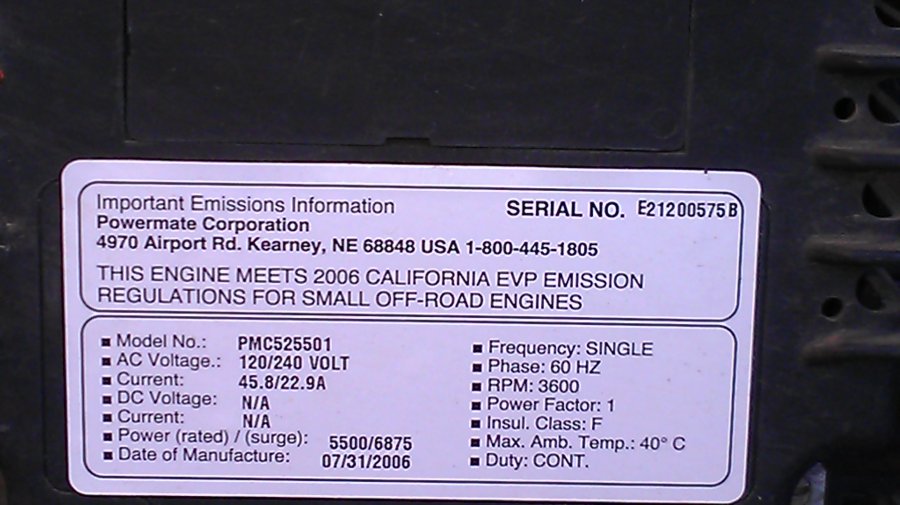 Important Emissions Information
SERIAL NO. E21200575B
Powermate Corporation
4970 Airport Rd. Kearney, NE 68848 USA 1-800-445-1805
THIS ENGINE MEETS 2006 CALIFORNIA EVP EMISSION
REGULATIONS FOR SMALL OFF-ROAD ENGINES
■ Model No.: PMC525501
■ AC Voltage.: 120/240 VOLT
■ Current: 45.8/22.9A
■ DC Voltage: N/A
■ Current: N/A
■ Power (rated) / (surge): 5500/6875
■ Date of Manufacture: 07/31/2006
■ Frequency: SINGLE
■ Phase: 60 HZ
■ RPM: 3600
■ Power Factor: 1
■ Insul. Class: F
■ Max. Amb. Temp.: 40° C
■ Duty: CONT.